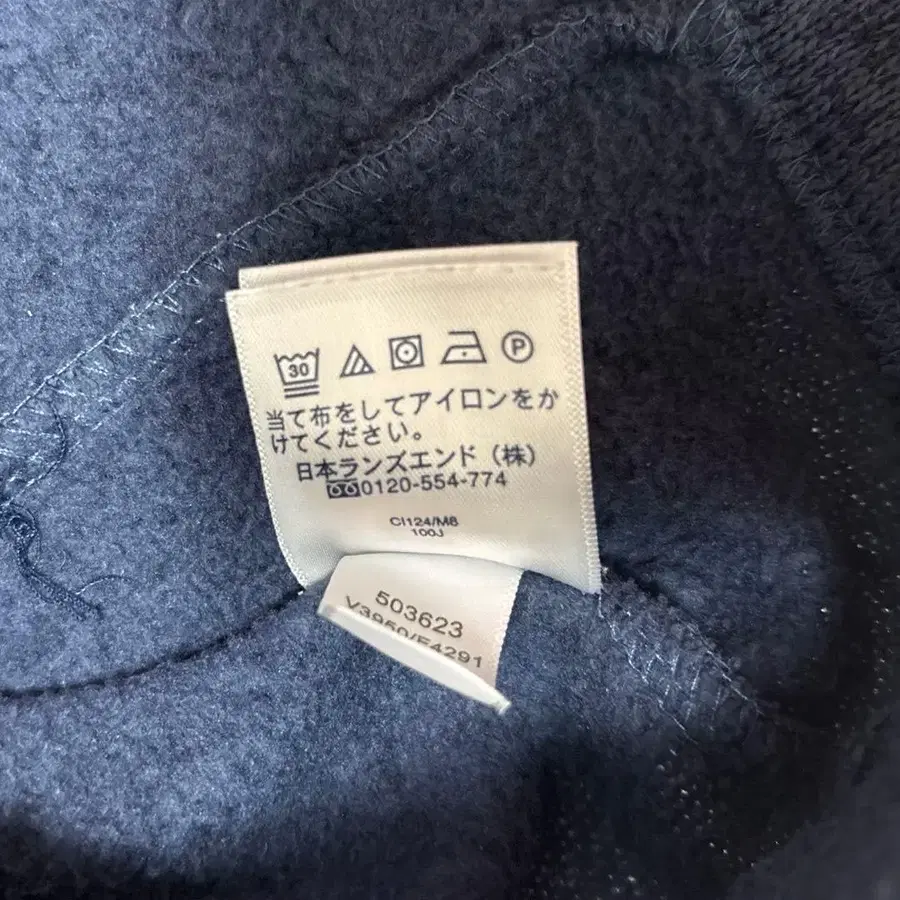 30
P
当て布をしてアイロンをか
けてください。
日本ランズエンド（株）
0120-554-774
CI124/M8
100J
503623
V3950/F4291